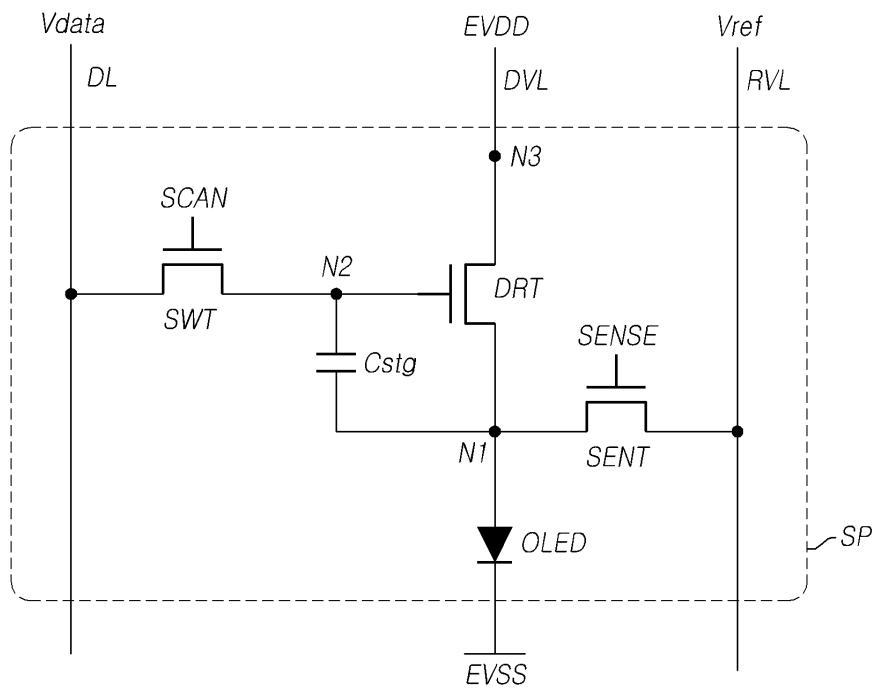 Vdata
EVDD
Vref
DL
DVL
RVL
N3
SCAN
N2
DRT
SWT
SENSE
Cstg
N1
SENT
OLED
SP
EVSS